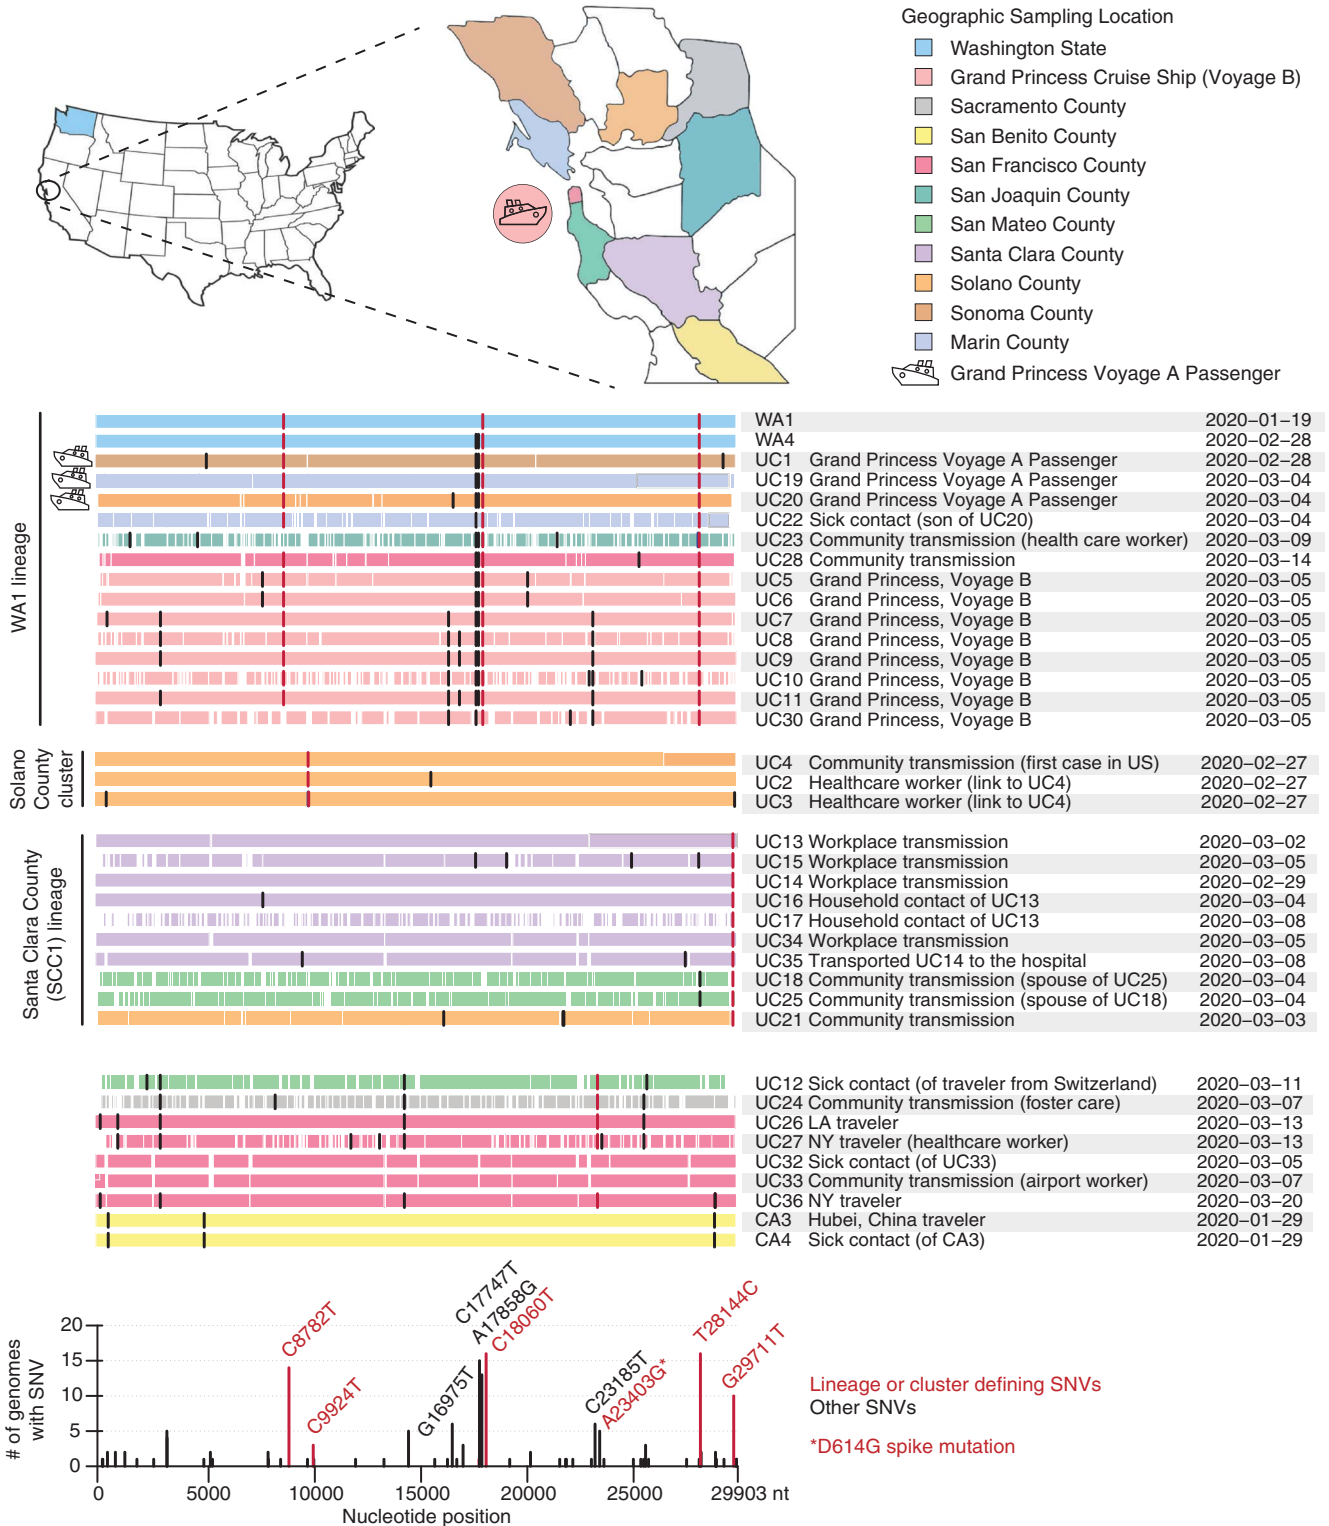 Geographic Sampling Location
Washington State
Grand Princess Cruise Ship (Voyage B)
Sacramento County
San Benito County
San Francisco County
San Joaquin County
San Mateo County
Santa Clara County
Solano County
Sonoma County
Marin County
Grand Princess Voyage A Passenger
WA1 lineage
WA1 2020–01–19
WA4 2020–02–28
UC1 Grand Princess Voyage A Passenger 2020–02–28
UC19 Grand Princess Voyage A Passenger 2020–03–04
UC20 Grand Princess Voyage A Passenger 2020–03–04
UC22 Sick contact (son of UC20) 2020–03–04
UC23 Community transmission (health care worker) 2020–03–09
UC28 Community transmission 2020–03–14
UC5 Grand Princess, Voyage B 2020–03–05
UC6 Grand Princess, Voyage B 2020–03–05
UC7 Grand Princess, Voyage B 2020–03–05
UC8 Grand Princess, Voyage B 2020–03–05
UC9 Grand Princess, Voyage B 2020–03–05
UC10 Grand Princess, Voyage B 2020–03–05
UC11 Grand Princess, Voyage B 2020–03–05
UC30 Grand Princess, Voyage B 2020–03–05
Solano
County
cluster
UC4 Community transmission (first case in US) 2020–02–27
UC2 Healthcare worker (link to UC4) 2020–02–27
UC3 Healthcare worker (link to UC4) 2020–02–27
Santa Clara County
(SCC1) lineage
UC13 Workplace transmission 2020–03–02
UC15 Workplace transmission 2020–03–05
UC14 Workplace transmission 2020–02–29
UC16 Household contact of UC13 2020–03–04
UC17 Household contact of UC13 2020–03–08
UC34 Workplace transmission 2020–03–05
UC35 Transported UC14 to the hospital 2020–03–08
UC18 Community transmission (spouse of UC25) 2020–03–04
UC25 Community transmission (spouse of UC18) 2020–03–04
UC21 Community transmission 2020–03–03
UC12 Sick contact (of traveler from Switzerland) 2020–03–11
UC24 Community transmission (foster care) 2020–03–07
UC26 LA traveler 2020–03–13
UC27 NY traveler (healthcare worker) 2020–03–13
UC32 Sick contact (of UC33) 2020–03–05
UC33 Community transmission (airport worker) 2020–03–07
UC36 NY traveler 2020–03–20
CA3 Hubei, China traveler 2020–01–29
CA4 Sick contact (of CA3) 2020–01–29
# of genomes
with SNV
20
15
10
5
0
C8782T
C9924T
G16975T
C17747T
A17858G
C18060T
C23185T
A23403G*
T28144C
G29711T
0 5000 10000 15000 20000 25000 29903 nt
Nucleotide position
Lineage or cluster defining SNVs
Other SNVs
*D614G spike mutation